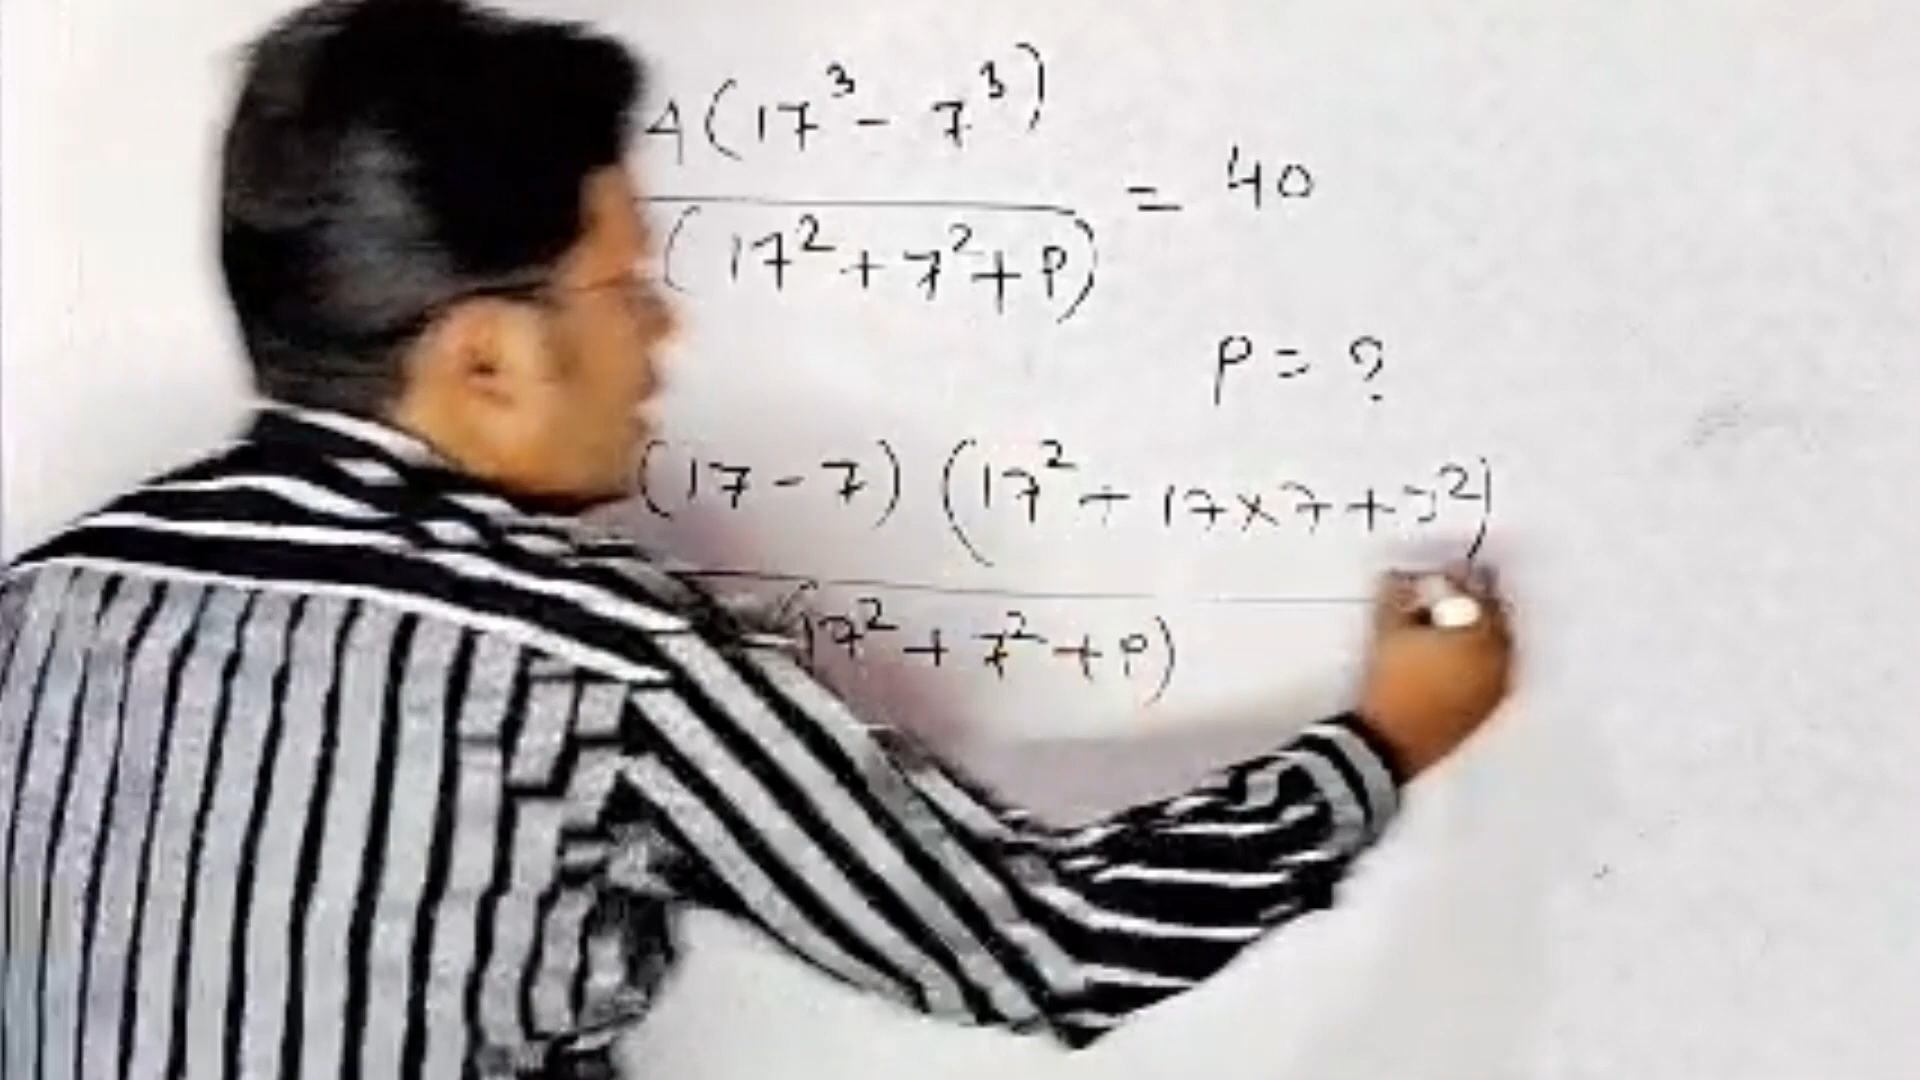 4(17³ - 7³)
(17² + 7² + P)
= 40
P = ?
(17 - 7) (17² + 17×7 + 7²)
(17² + 7² + P)